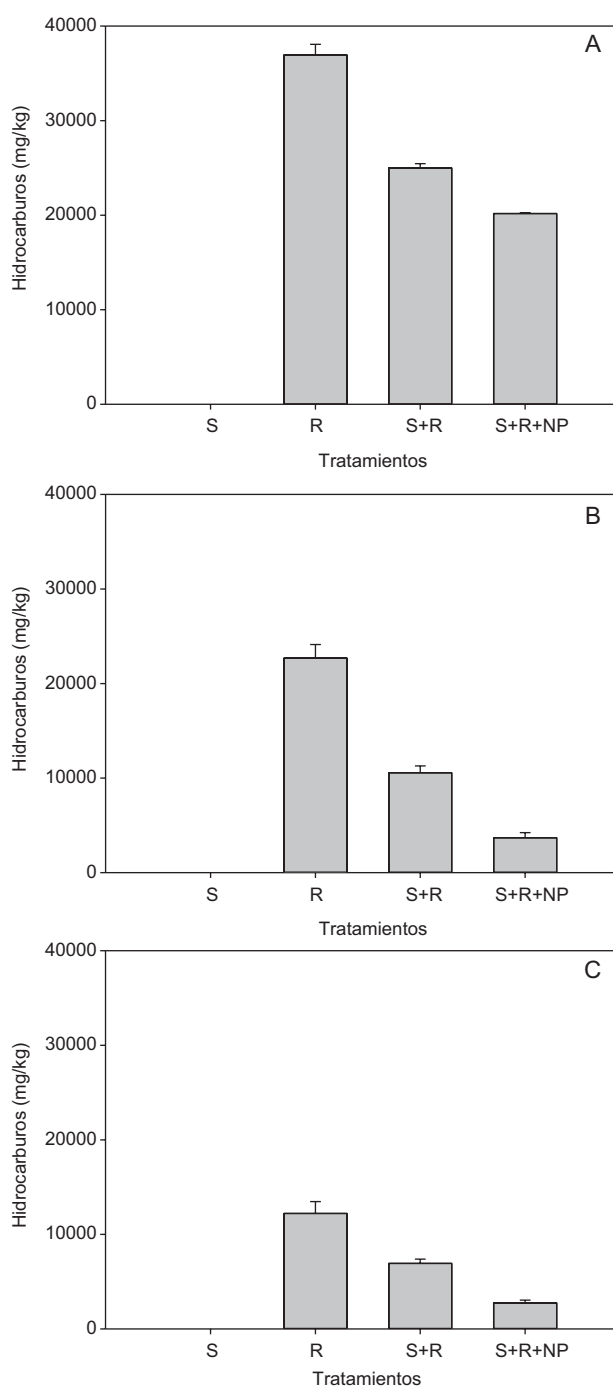 A
Hidrocarburos (mg/kg)
40000
30000
20000
10000
0
S R S+R S+R+NP
Tratamientos
B
Hidrocarburos (mg/kg)
40000
30000
20000
10000
0
S R S+R S+R+NP
Tratamientos
C
Hidrocarburos (mg/kg)
40000
30000
20000
10000
0
S R S+R S+R+NP
Tratamientos